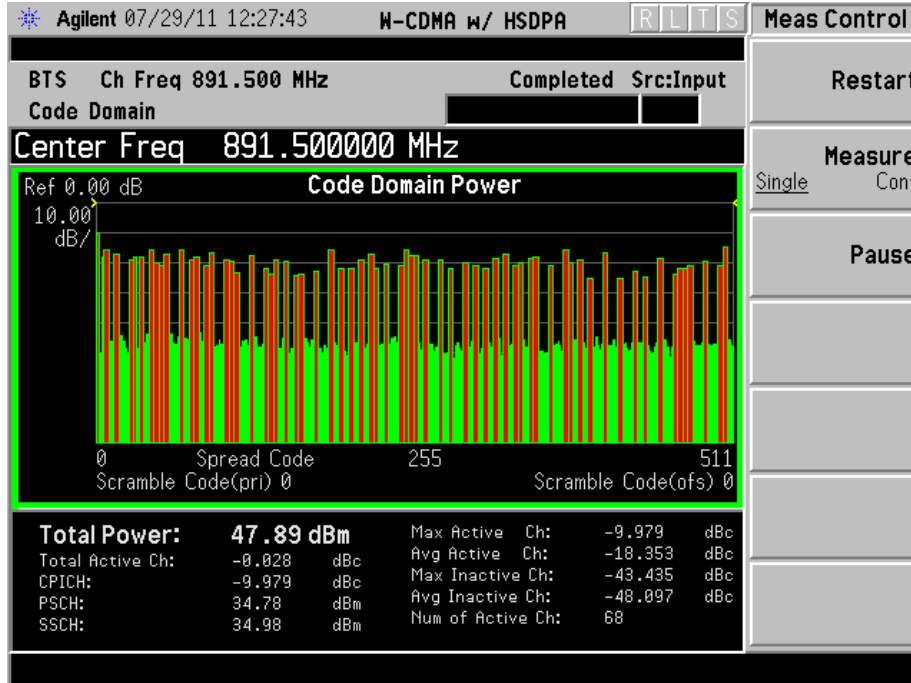 Agilent 07/29/11 12:27:43 W-CDMA w/ HSDPA R L T S Meas Control
BTS Ch Freq 891.500 MHz Completed Src:Input
Code Domain
Center Freq 891.500000 MHz
Ref 0.00 dB Code Domain Power
10.00
dB/
0 Spread Code 255 511
Scramble Code(pri) 0 Scramble Code(ofs) 0
Total Power: 47.89 dBm
Total Active Ch: -0.028 dBc
CPICH: -9.979 dBc
PSCH: 34.78 dBm
SSCH: 34.98 dBm
Max Active Ch: -9.979 dBc
Avg Active Ch: -18.353 dBc
Max Inactive Ch: -43.435 dBc
Avg Inactive Ch: -48.097 dBc
Num of Active Ch: 68
Restart
Measure
Single Con
Pause